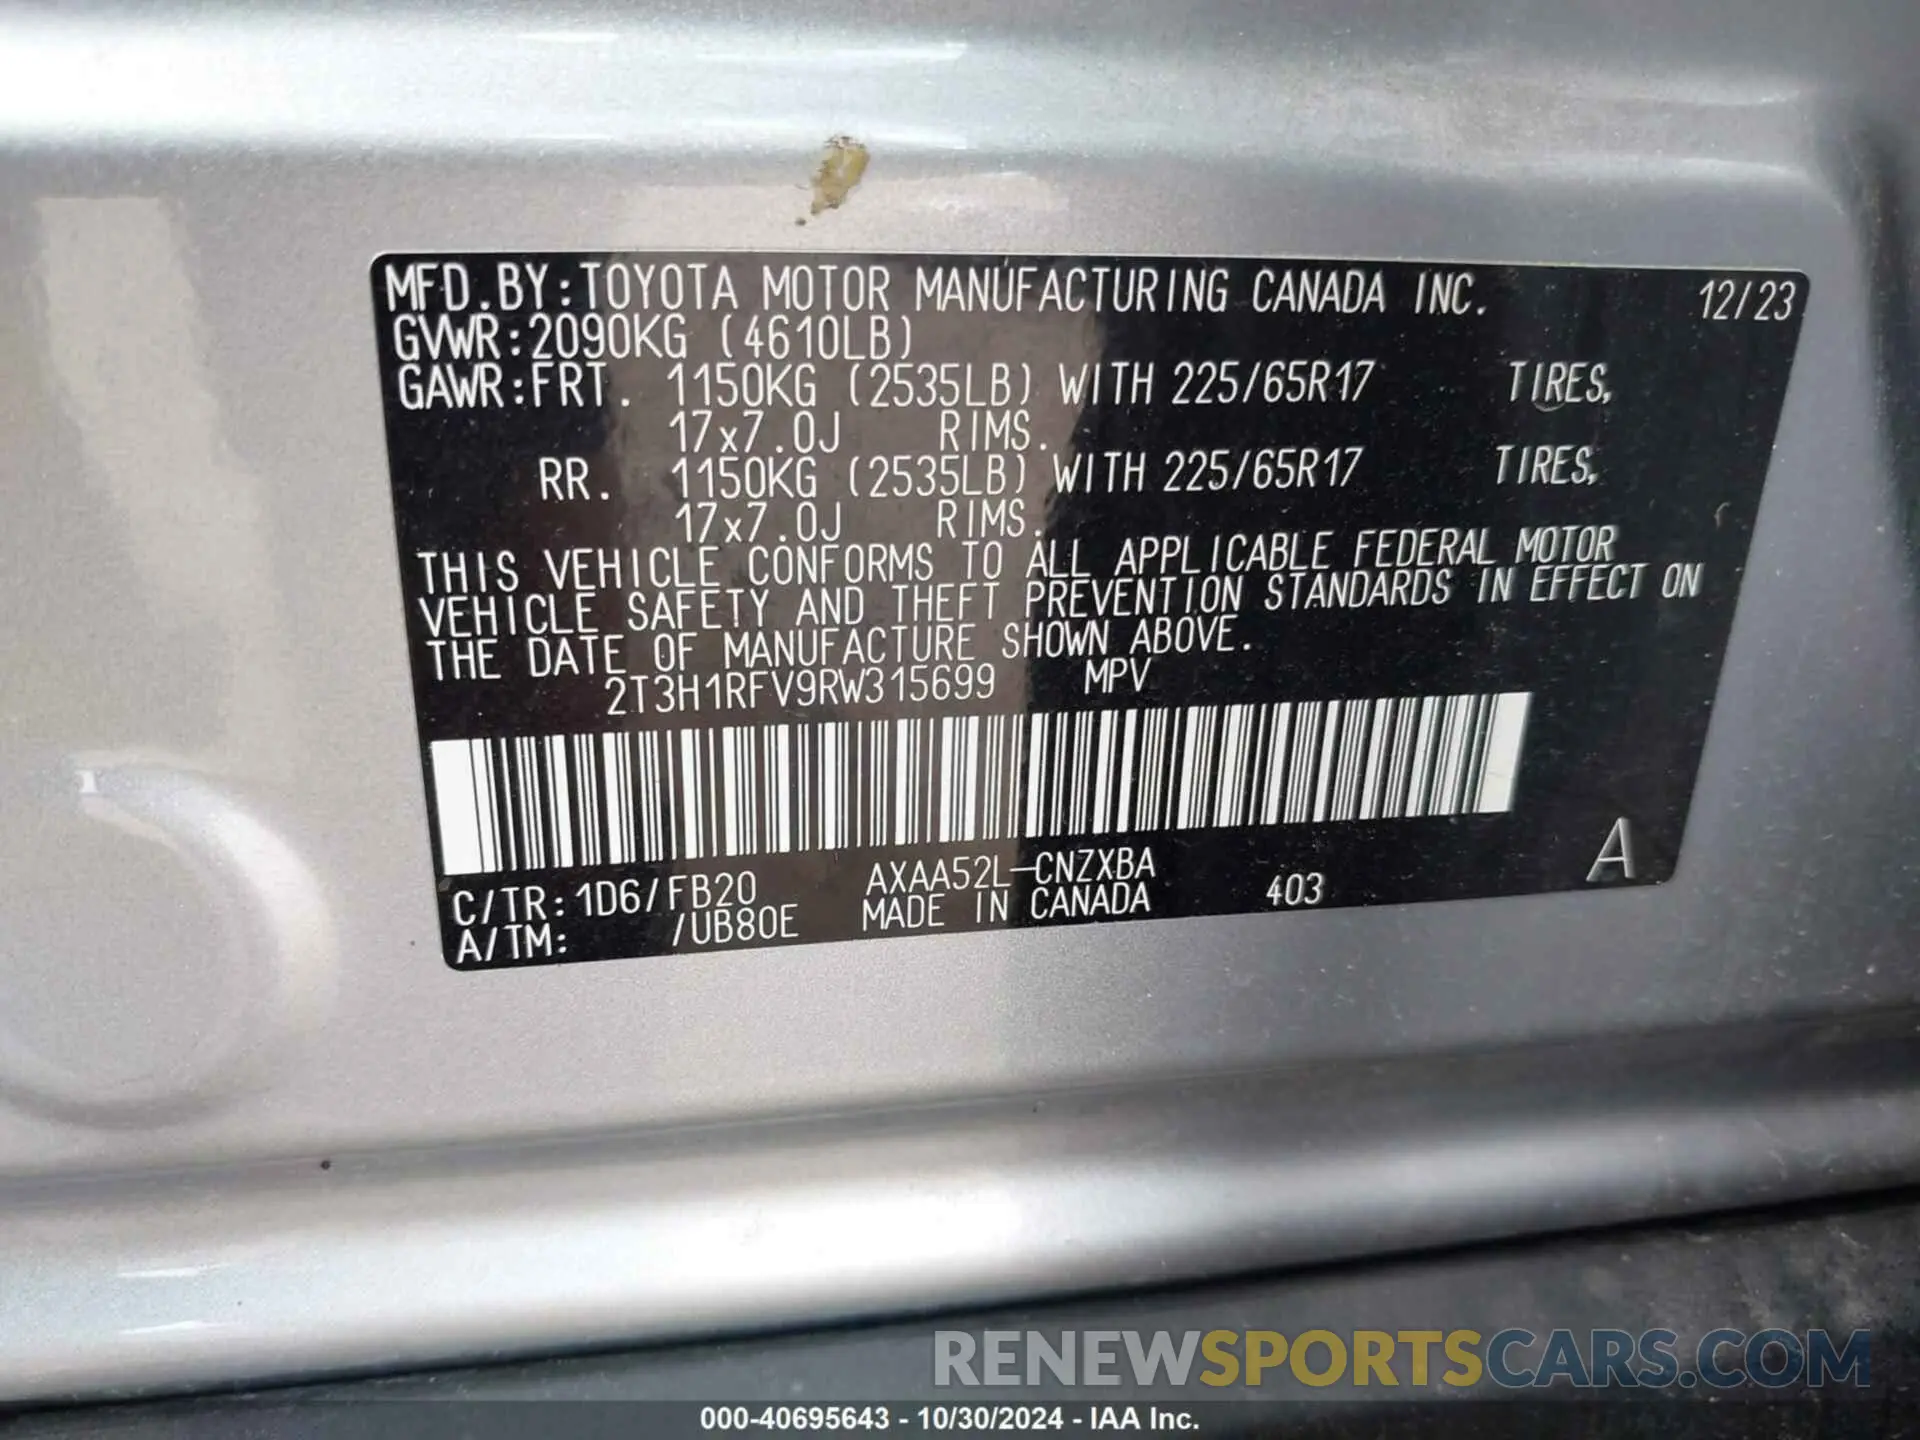 MFD.BY:TOYOTA MOTOR MANUFACTURING CANADA INC. 12/23
GVWR:2090KG (4610LB)
GAWR:FRT. 1150KG (2535LB) WITH 225/65R17 TIRES,
17x7.0J RIMS.
RR. 1150KG (2535LB) WITH 225/65R17 TIRES,
17x7.0J RIMS.
THIS VEHICLE CONFORMS TO ALL APPLICABLE FEDERAL MOTOR
VEHICLE SAFETY AND THEFT PREVENTION STANDARDS IN EFFECT ON
THE DATE OF MANUFACTURE SHOWN ABOVE.
2T3H1RFV9RW315699 MPV
C/TR:1D6/FB20 AXAA52L-CNZXBA 403 A
A/TM: /UB80E MADE IN CANADA
RENEWSPORTSCARS.COM
000-40695643 - 10/30/2024 - IAA Inc.